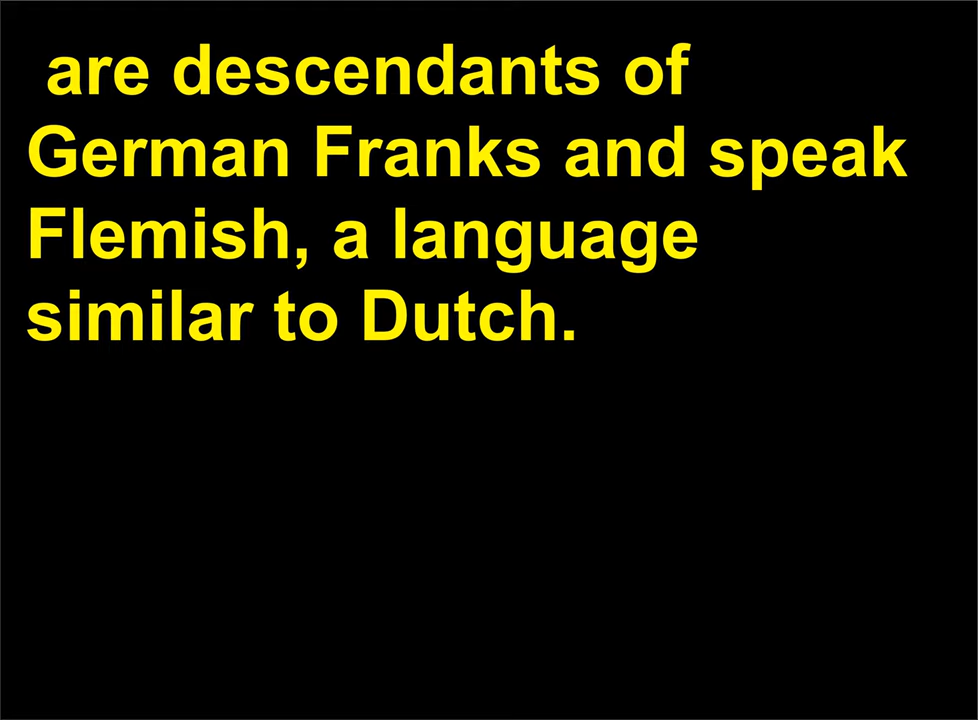 are descendants of
German Franks and speak
Flemish, a language
similar to Dutch.